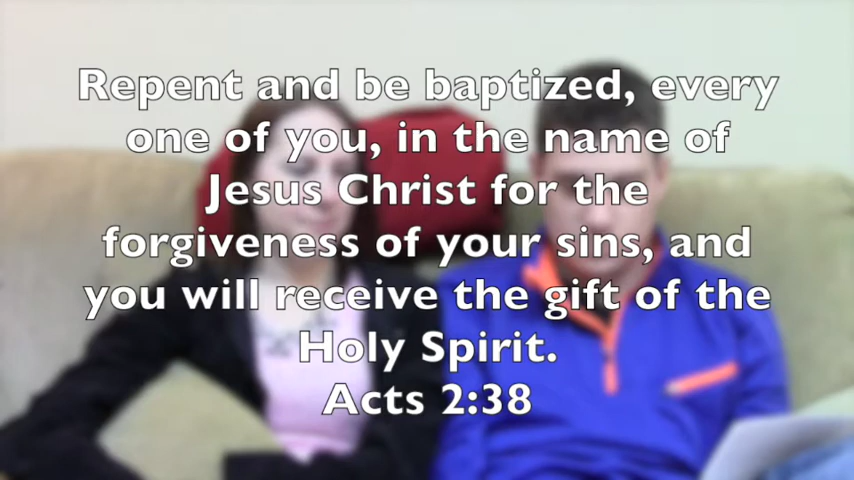 Repent and be baptized, every
one of you, in the name of
Jesus Christ for the
forgiveness of your sins, and
you will receive the gift of the
Holy Spirit.
Acts 2:38